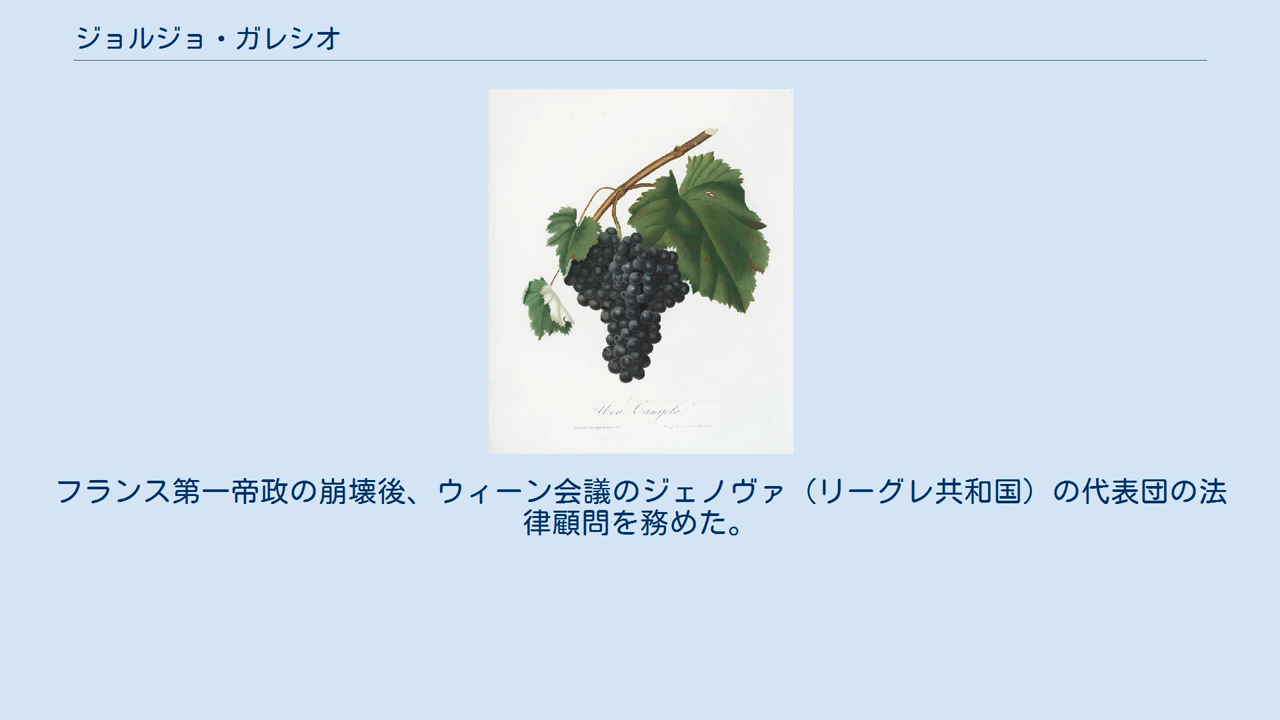 ジョルジョ・ガレシオ
フランス第一帝政の崩壊後、ウィーン会議のジェノヴァ（リーグレ共和国）の代表団の法
律顧問を務めた。